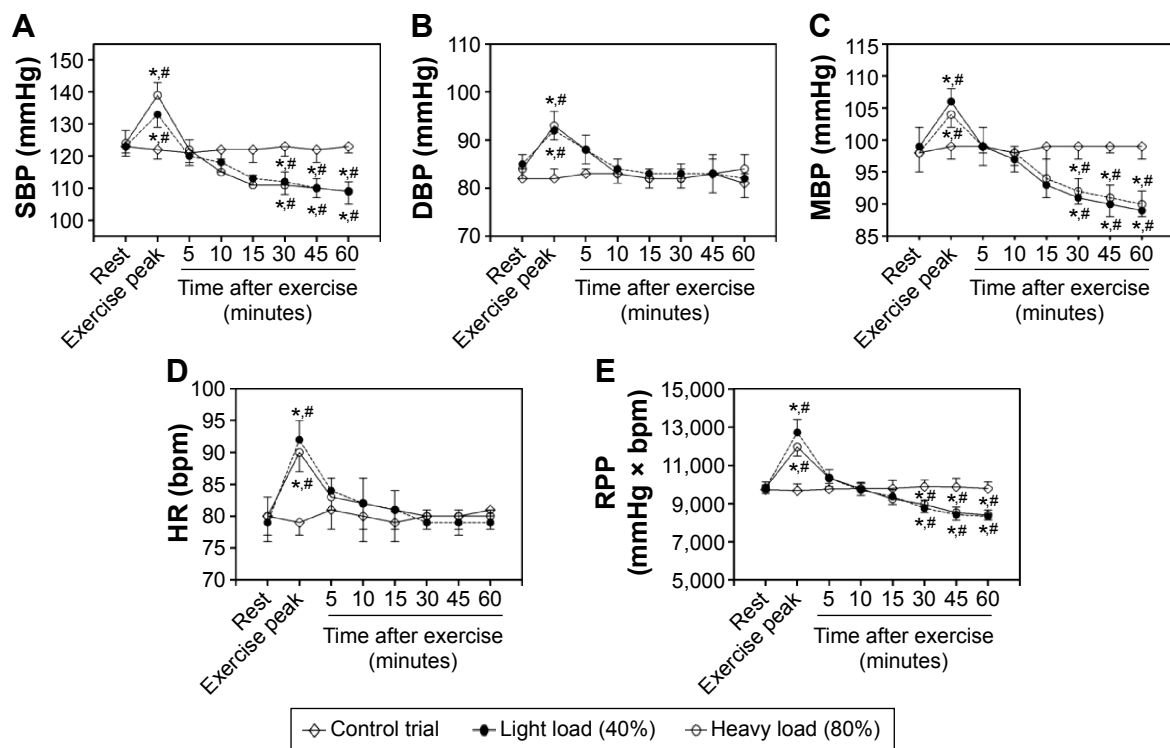 A
SBP (mmHg)
150
140
130
120
110
100
*,#
*,#
*,# *,# *,#
*,# *,# *,#
Rest
Exercise peak
5 10 15 30 45 60
Time after exercise
(minutes)
B
DBP (mmHg)
110
100
90
80
70
*,#
*,#
Rest
Exercise peak
5 10 15 30 45 60
Time after exercise
(minutes)
C
MBP (mmHg)
115
110
105
100
95
90
85
*,#
*,#
*,# *,# *,#
*,# *,# *,#
Rest
Exercise peak
5 10 15 30 45 60
Time after exercise
(minutes)
D
HR (bpm)
100
95
90
85
80
75
70
*,#
*,#
Rest
Exercise peak
5 10 15 30 45 60
Time after exercise
(minutes)
E
RPP
(mmHg × bpm)
15,000
13,000
11,000
9,000
7,000
5,000
*,#
*,#
*,# *,# *,#
*,# *,# *,#
Rest
Exercise peak
5 10 15 30 45 60
Time after exercise
(minutes)
Control trial Light load (40%) Heavy load (80%)